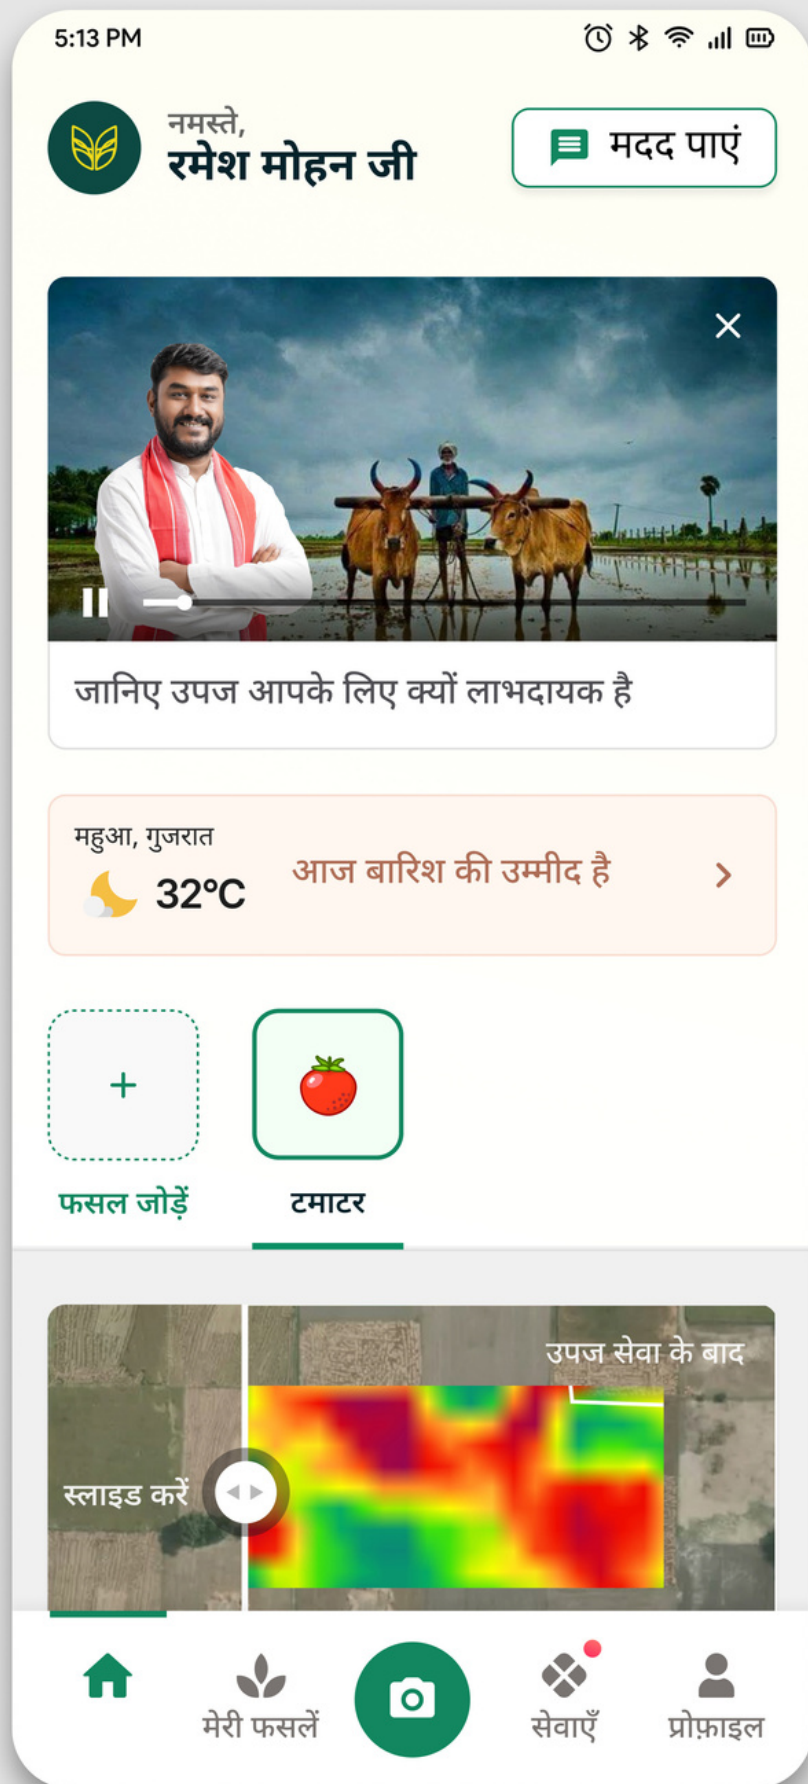 5:13 PM
नमस्ते,
रमेश मोहन जी
मदद पाएं
जानिए उपज आपके लिए क्यों लाभदायक है
महुआ, गुजरात
32°C
आज बारिश की उम्मीद है
फसल जोड़ें
टमाटर
उपज सेवा के बाद
स्लाइड करें
मेरी फसलें
सेवाएँ
प्रोफ़ाइल